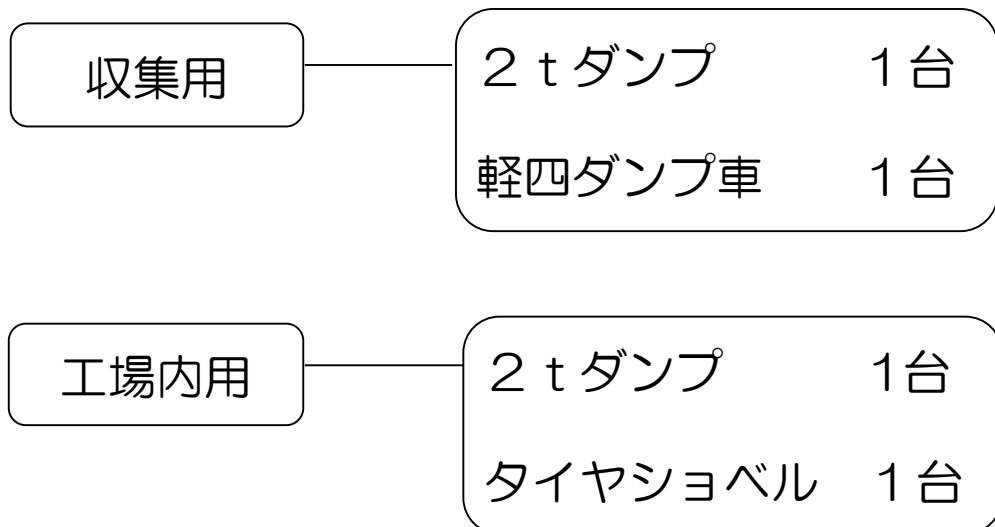 収集用
２ｔダンプ　１台
軽四ダンプ車　１台
工場内用
２ｔダンプ　１台
タイヤショベル　１台